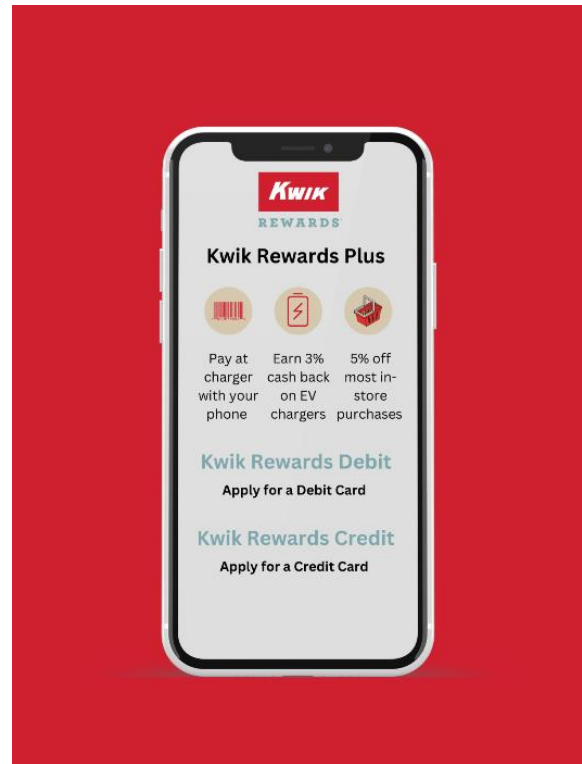 KWIK
REWARDS
Kwik Rewards Plus
Pay at
charger
with your
phone
Earn 3%
cash back
on EV
chargers
5% off
most in-
store
purchases
Kwik Rewards Debit
Apply for a Debit Card
Kwik Rewards Credit
Apply for a Credit Card